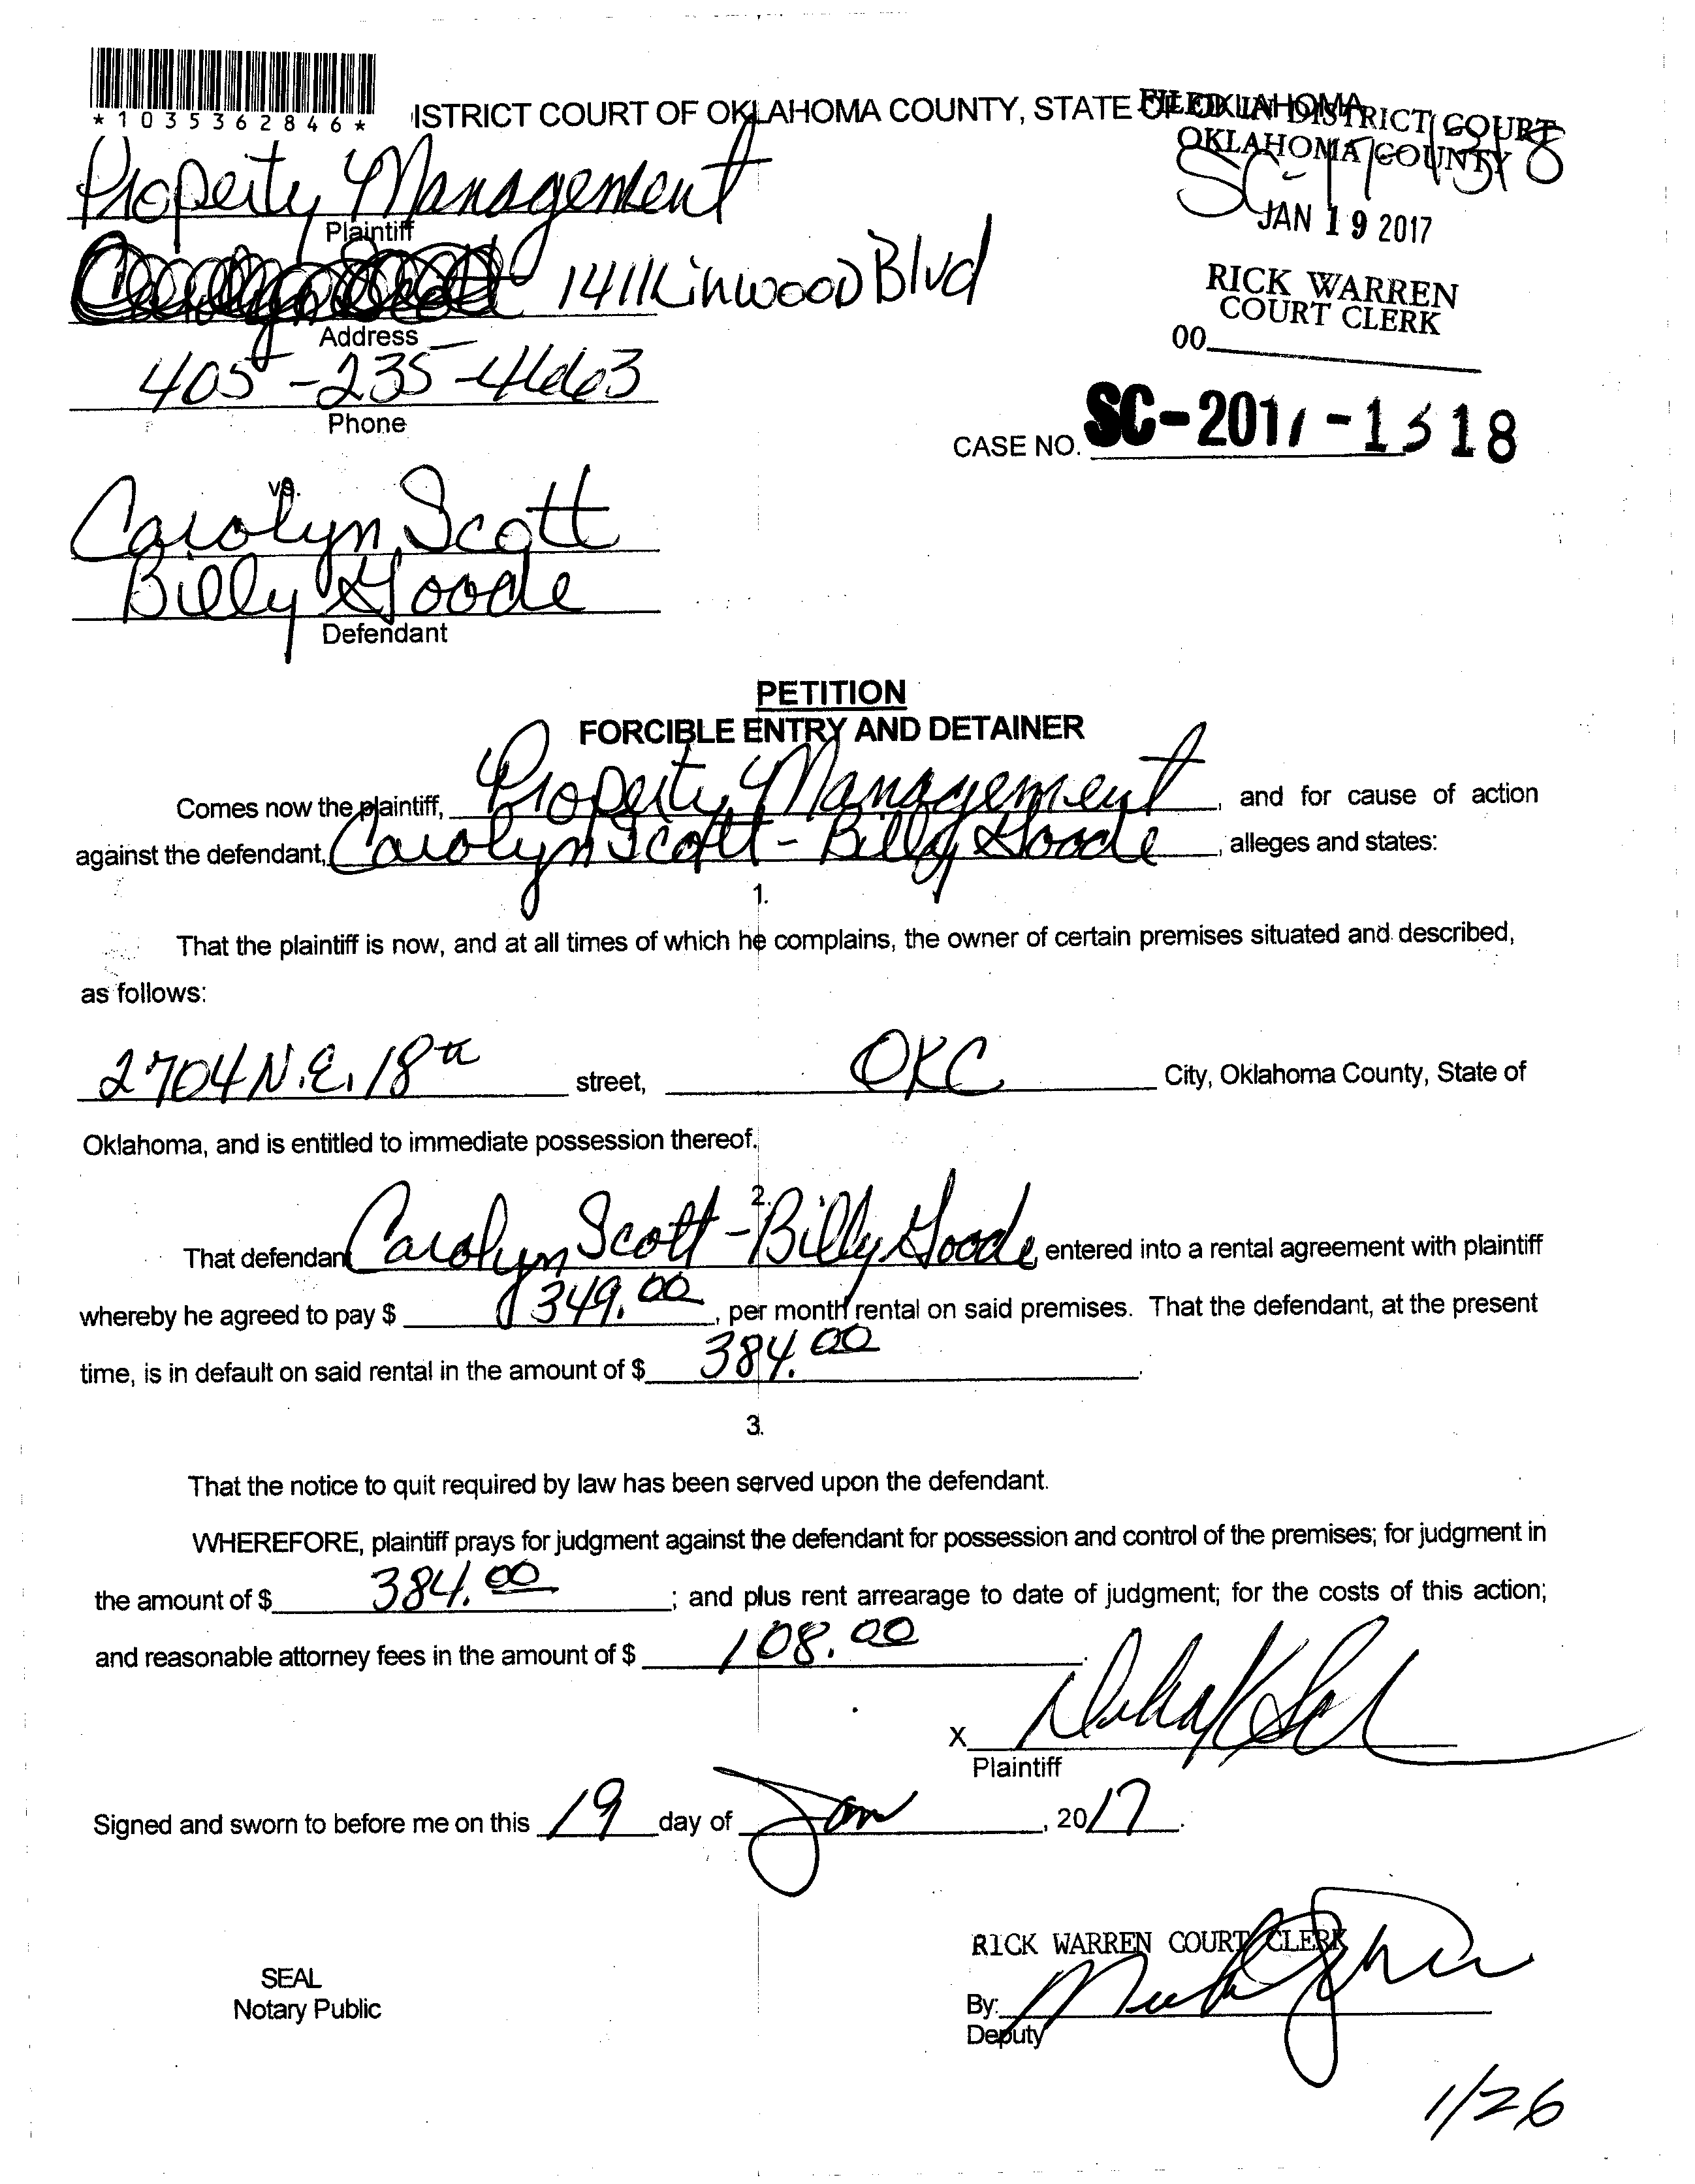 *1035362846*
ISTRICT COURT OF OKLAHOMA COUNTY, STATE OF OKLAHOMA
FILED IN DISTRICT COURT
OKLAHOMA COUNTY
SC-17-1318
JAN 19 2017
RICK WARREN
COURT CLERK
00
Property Management
Plaintiff
1411 Linwood Blvd
Address
405-235-4663
Phone
CASE NO. SC-2017-1318
vs.
Carolyn Scott
Billy Goode
Defendant
PETITION
FORCIBLE ENTRY AND DETAINER
Comes now the plaintiff, Property Management, and for cause of action
against the defendant, Carolyn Scott - Billy Goode, alleges and states:
1.
That the plaintiff is now, and at all times of which he complains, the owner of certain premises situated and described,
as follows:
2704 N.E. 18th street, OKC City, Oklahoma County, State of
Oklahoma, and is entitled to immediate possession thereof.
2.
That defendant Carolyn Scott - Billy Goode, entered into a rental agreement with plaintiff
whereby he agreed to pay $ 349.00, per month rental on said premises. That the defendant, at the present
time, is in default on said rental in the amount of $ 384.00.
3.
That the notice to quit required by law has been served upon the defendant.
WHEREFORE, plaintiff prays for judgment against the defendant for possession and control of the premises; for judgment in
the amount of $ 384.00; and plus rent arrearage to date of judgment; for the costs of this action;
and reasonable attorney fees in the amount of $ 108.00.
X
Plaintiff
Signed and sworn to before me on this 19 day of Jan, 2017.
RICK WARREN COURT CLERK
SEAL
Notary Public
By:
Deputy
1/26